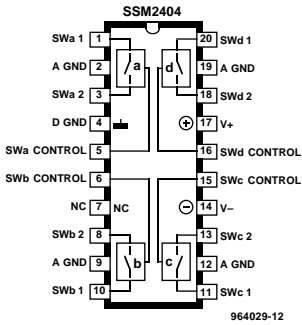 SSM2404
SWa 1 1 20 SWd 1
A GND 2 a d 19 A GND
SWa 2 3 18 SWd 2
D GND 4 17 V+
SWa CONTROL 5 16 SWd CONTROL
SWb CONTROL 6 15 SWc CONTROL
NC 7 NC 14 V–
SWb 2 8 13 SWc 2
A GND 9 b c 12 A GND
SWb 1 10 11 SWc 1
964029-12